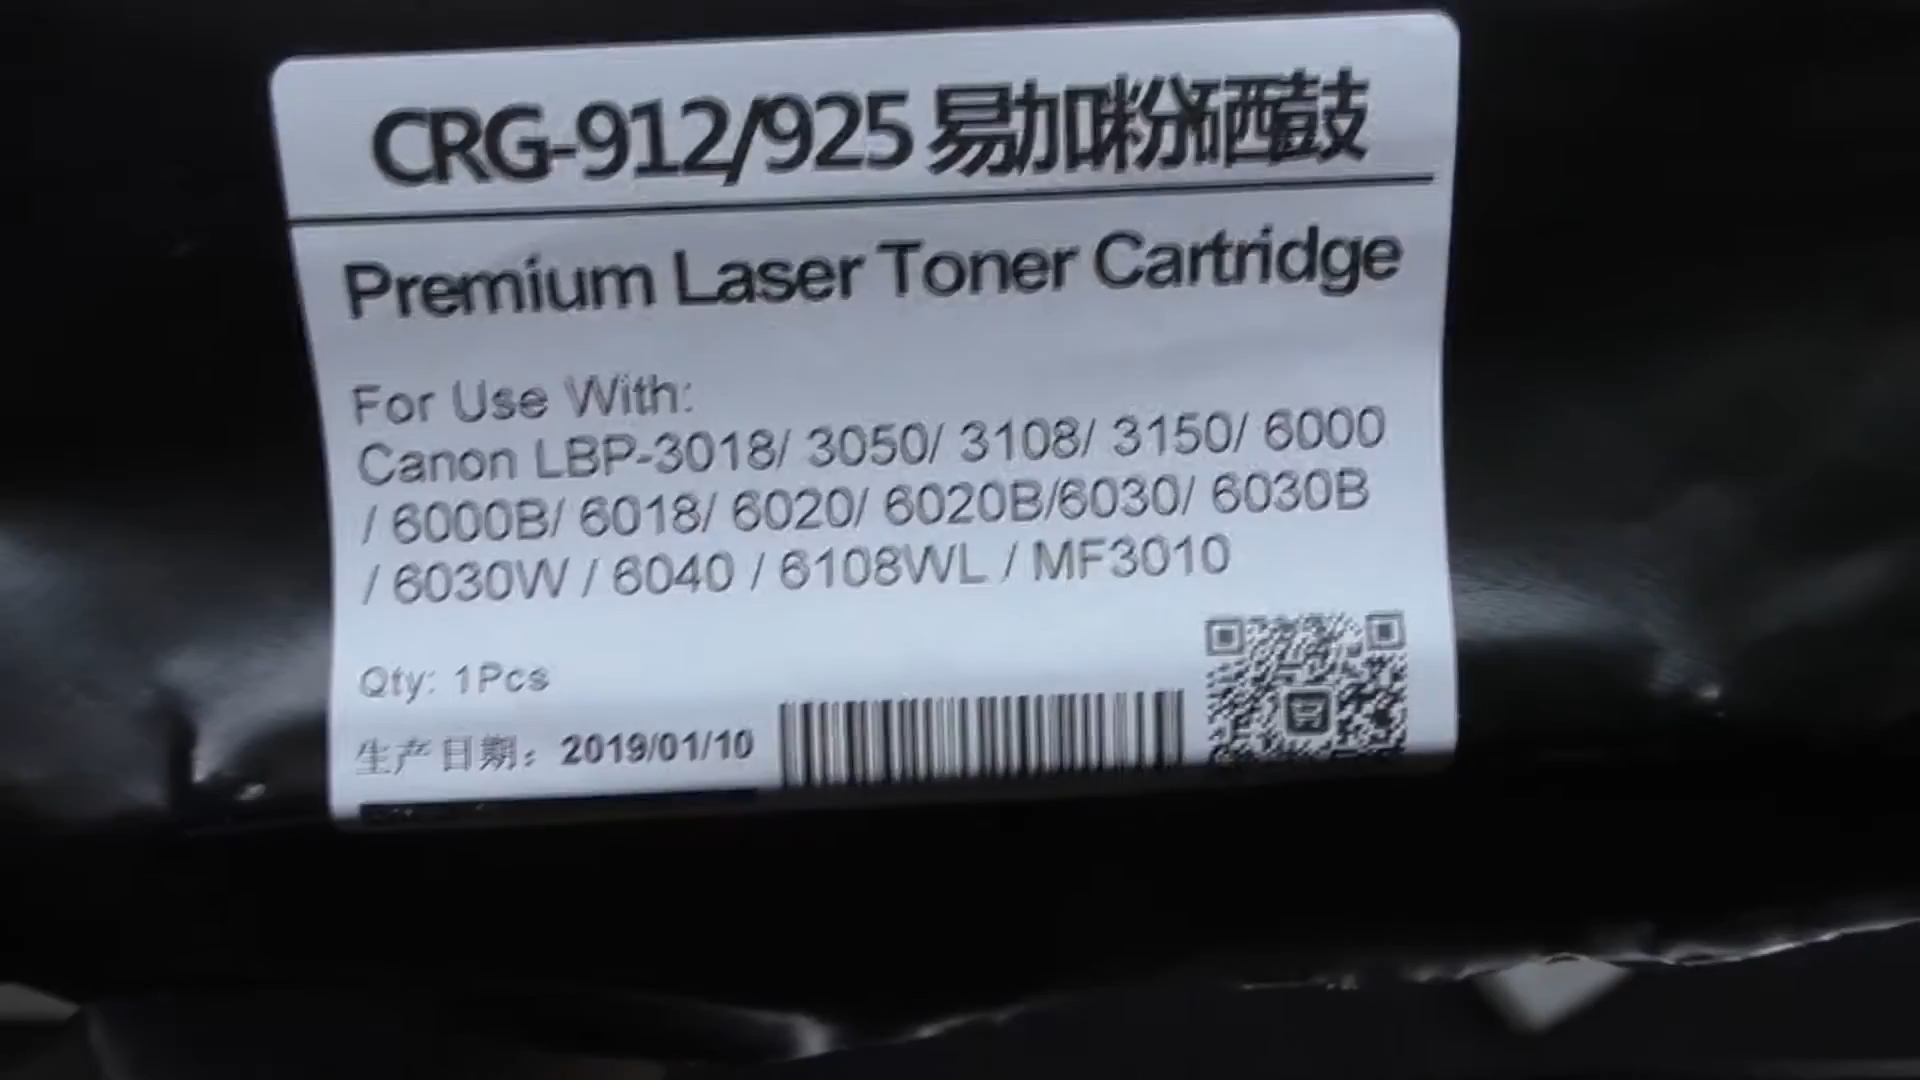 CRG-912/925 易加粉硒鼓
Premium Laser Toner Cartridge
For Use With:
Canon LBP-3018/ 3050/ 3108/ 3150/ 6000
/ 6000B/ 6018/ 6020/ 6020B/6030/ 6030B
/ 6030W / 6040 / 6108WL / MF3010
Qty: 1Pcs
生产日期：2019/01/10